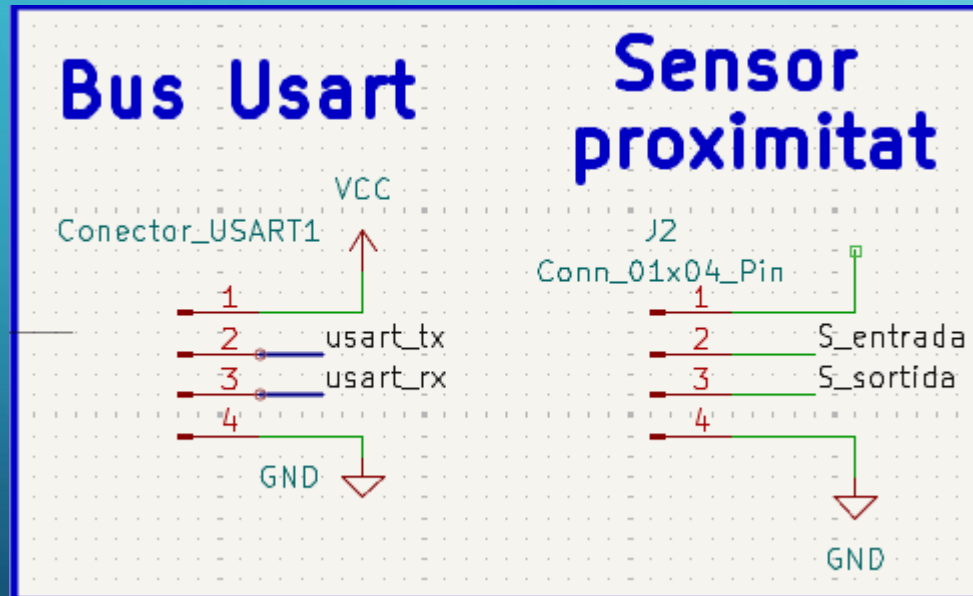 Bus Usart
VCC
Conector_USART1
1
2
usart_tx
3
usart_rx
4
GND
Sensor
proximitat
J2
Conn_01x04_Pin
1
2
S_entrada
3
S_sortida
4
GND